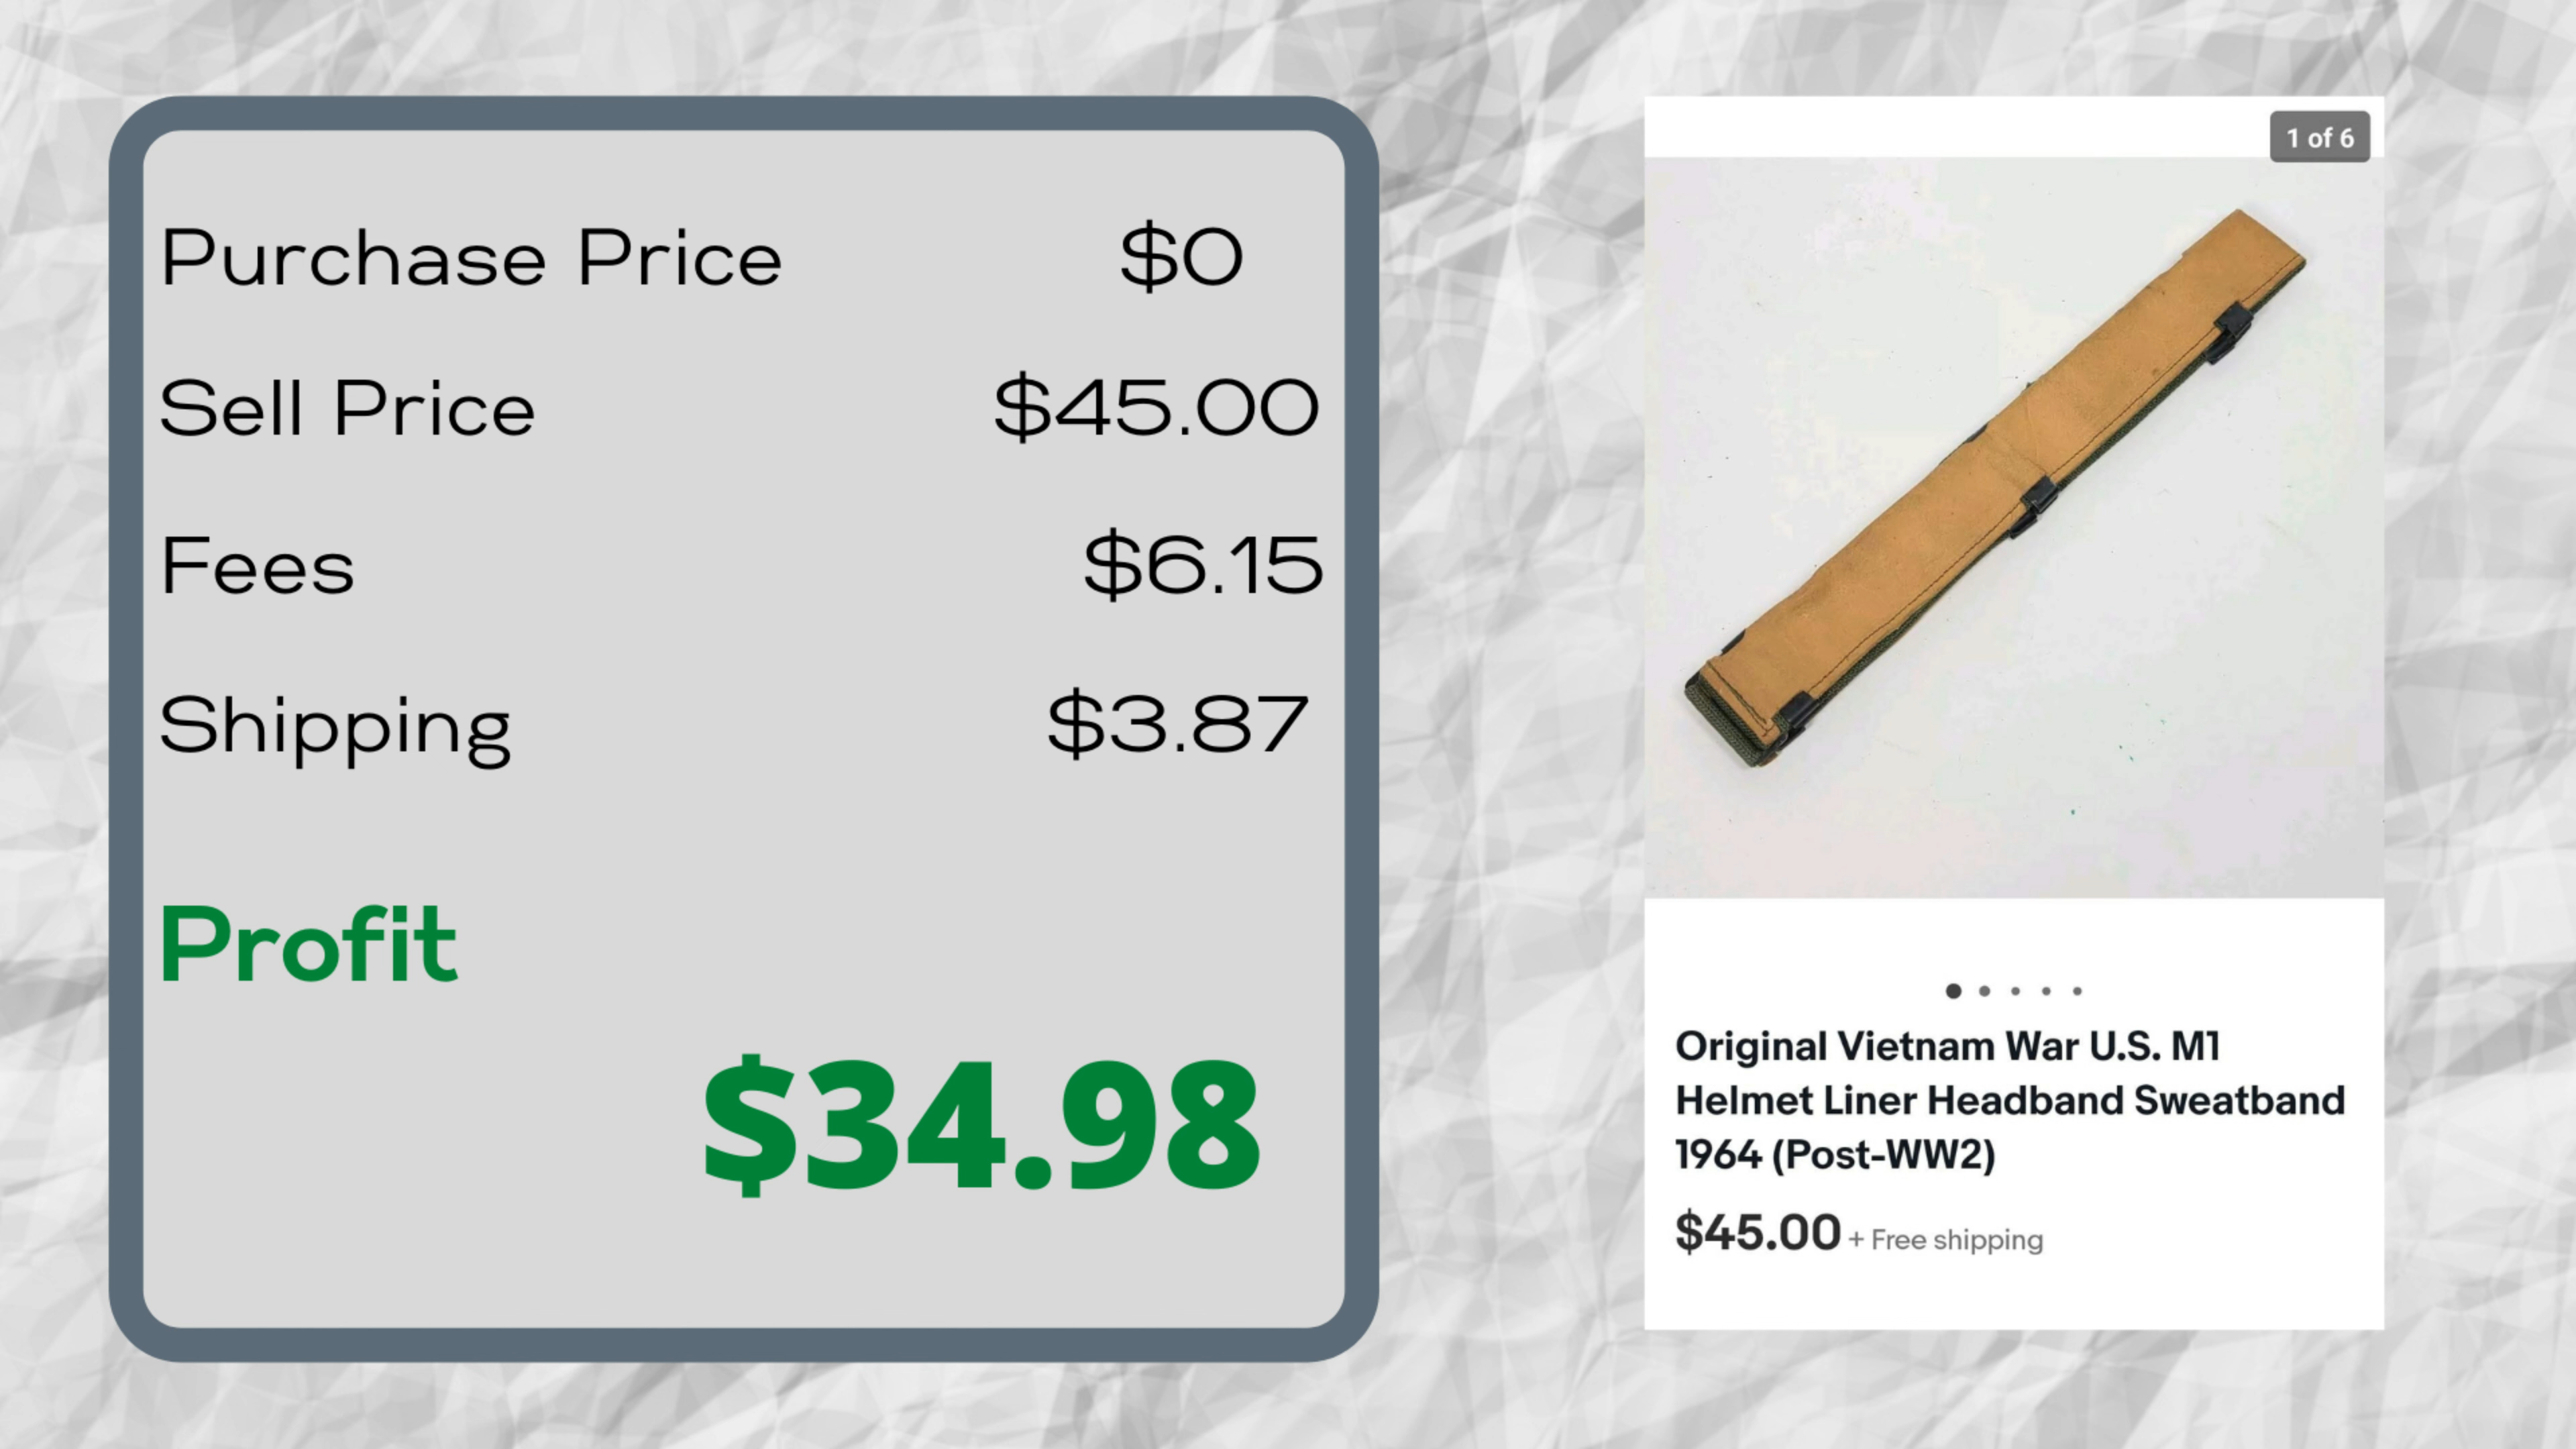 Purchase Price $0
Sell Price $45.00
Fees $6.15
Shipping $3.87
Profit
$34.98
1 of 6
Original Vietnam War U.S. M1
Helmet Liner Headband Sweatband
1964 (Post-WW2)
$45.00 + Free shipping